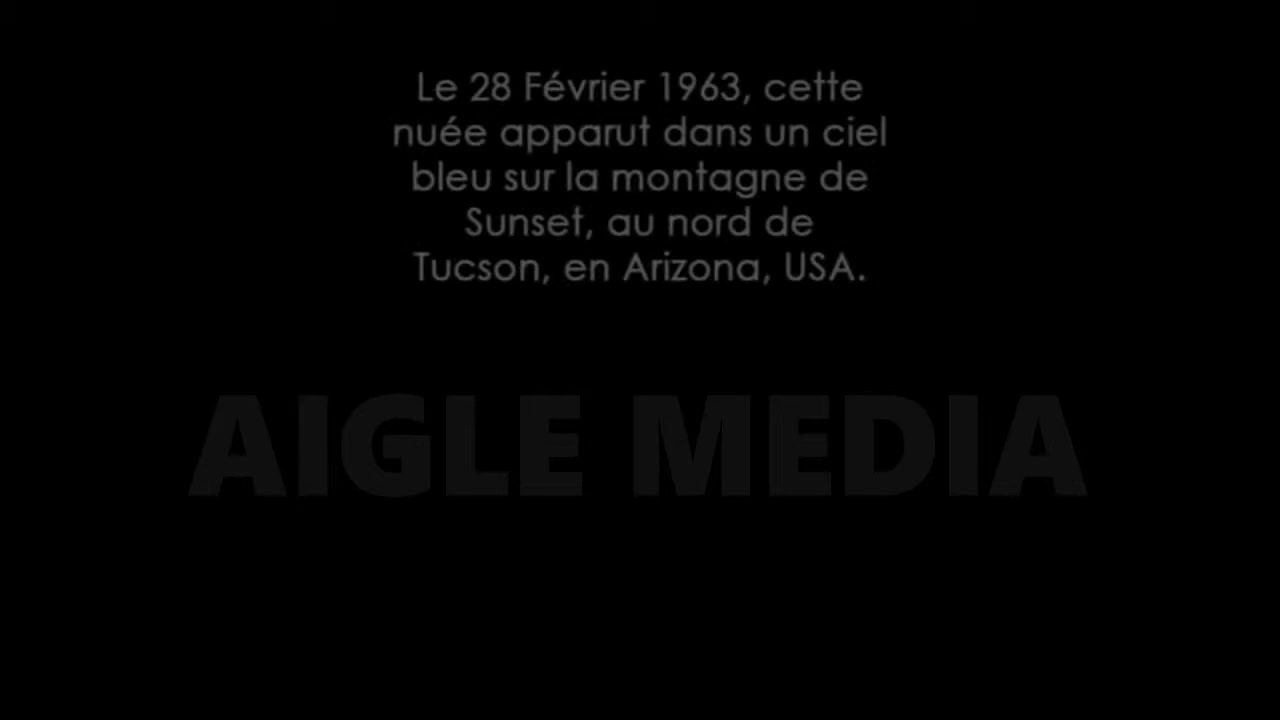 Le 28 Février 1963, cette
nuée apparut dans un ciel
bleu sur la montagne de
Sunset, au nord de
Tucson, en Arizona, USA.
AIGLE MEDIA